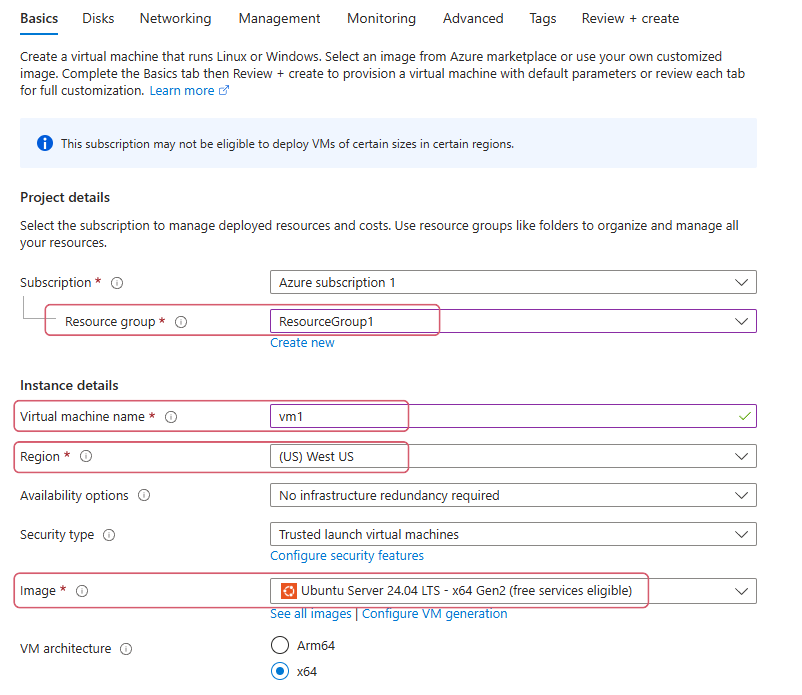 Basics Disks Networking Management Monitoring Advanced Tags Review + create
Create a virtual machine that runs Linux or Windows. Select an image from Azure marketplace or use your own customized
image. Complete the Basics tab then Review + create to provision a virtual machine with default parameters or review each tab
for full customization. Learn more
This subscription may not be eligible to deploy VMs of certain sizes in certain regions.
Project details
Select the subscription to manage deployed resources and costs. Use resource groups like folders to organize and manage all
your resources.
Subscription * Azure subscription 1
Resource group * ResourceGroup1
Create new
Instance details
Virtual machine name * vm1
Region * (US) West US
Availability options No infrastructure redundancy required
Security type Trusted launch virtual machines
Configure security features
Image * Ubuntu Server 24.04 LTS - x64 Gen2 (free services eligible)
See all images | Configure VM generation
VM architecture Arm64
x64